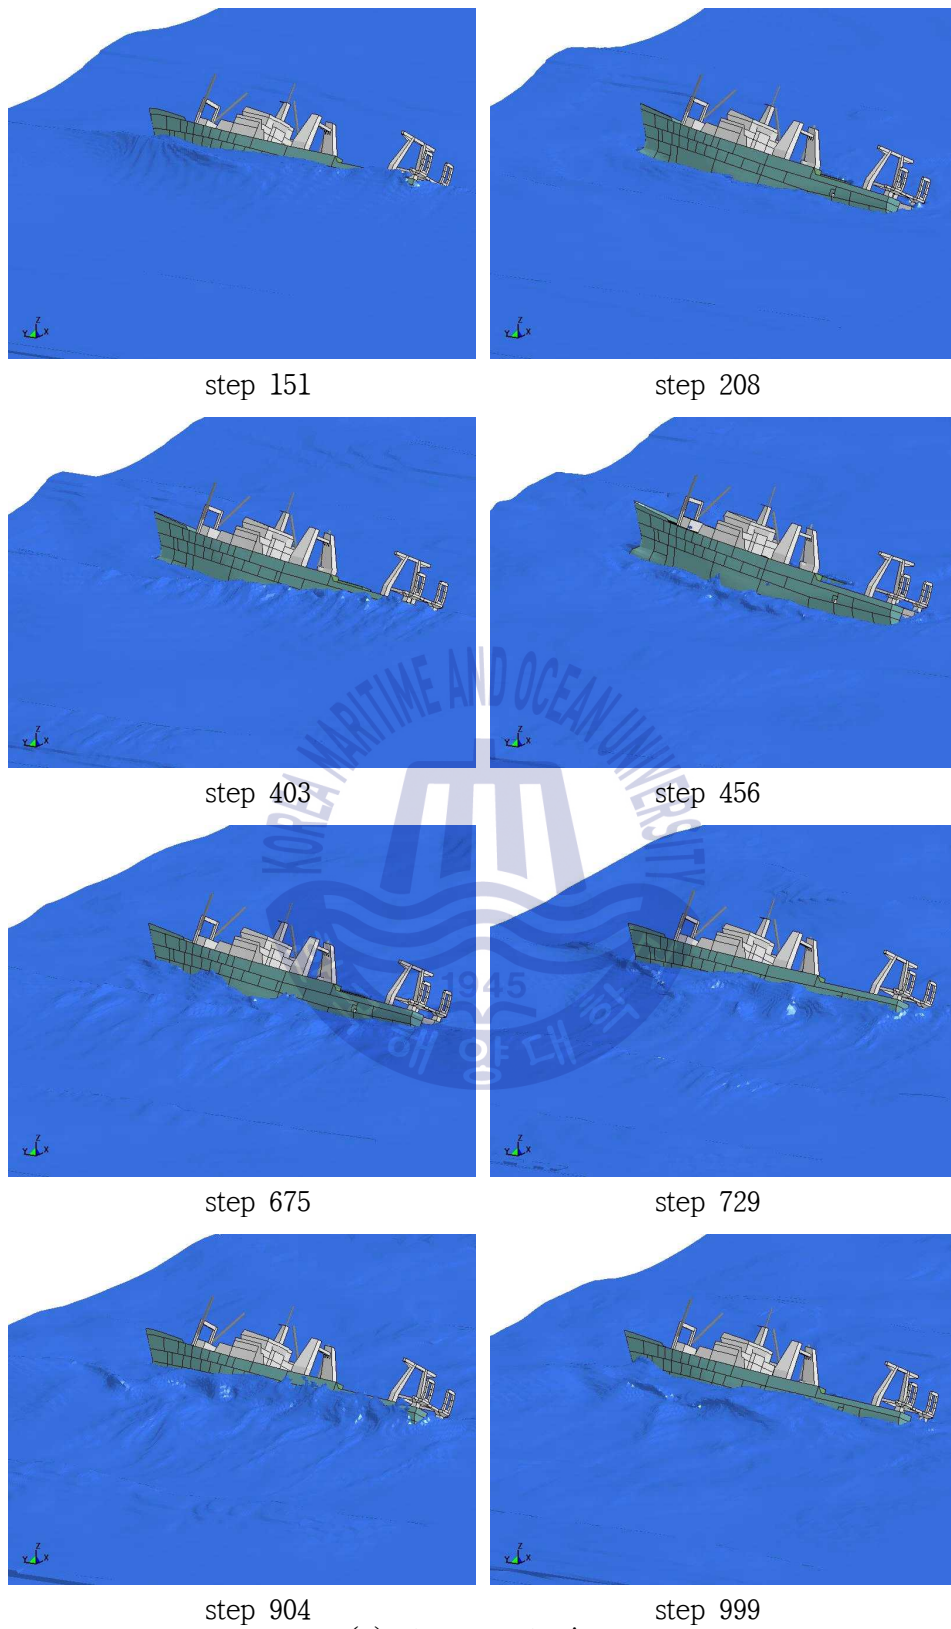 Z
Y X
Z
Y X
step 151
step 208
Z
Y X
Z
Y X
step 403
step 456
KOREA MARITIME AND OCEAN UNIVERSITY
1945
해양대학
Z
Y X
Z
Y X
step 675
step 729
Z
Y X
Z
Y X
step 904
step 999